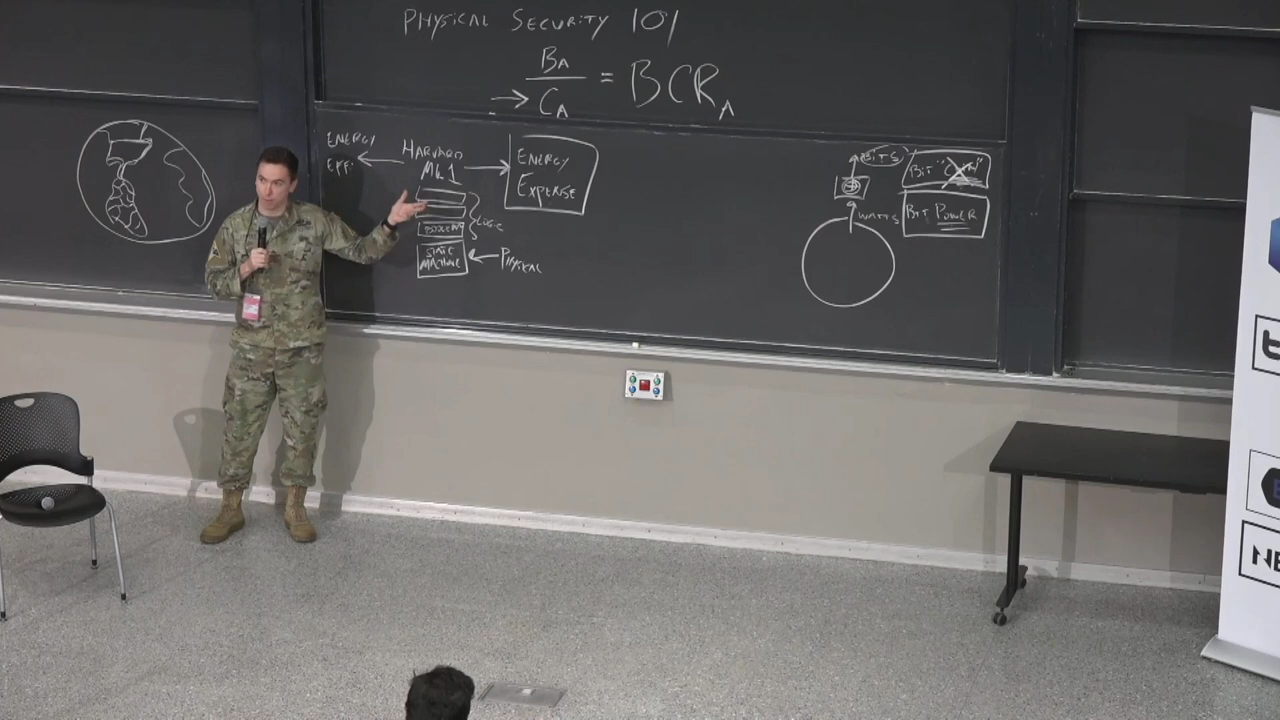 PHYSICAL SECURITY 101
BA
CA
= BCRA
ENERGY
EFF.
HARVARD
MK.1
ENERGY
EXPENSE
LOGIC
STATE
MACHINE
PHYSICAL
BITS
WATTS
BIT
BIT POWER
NE